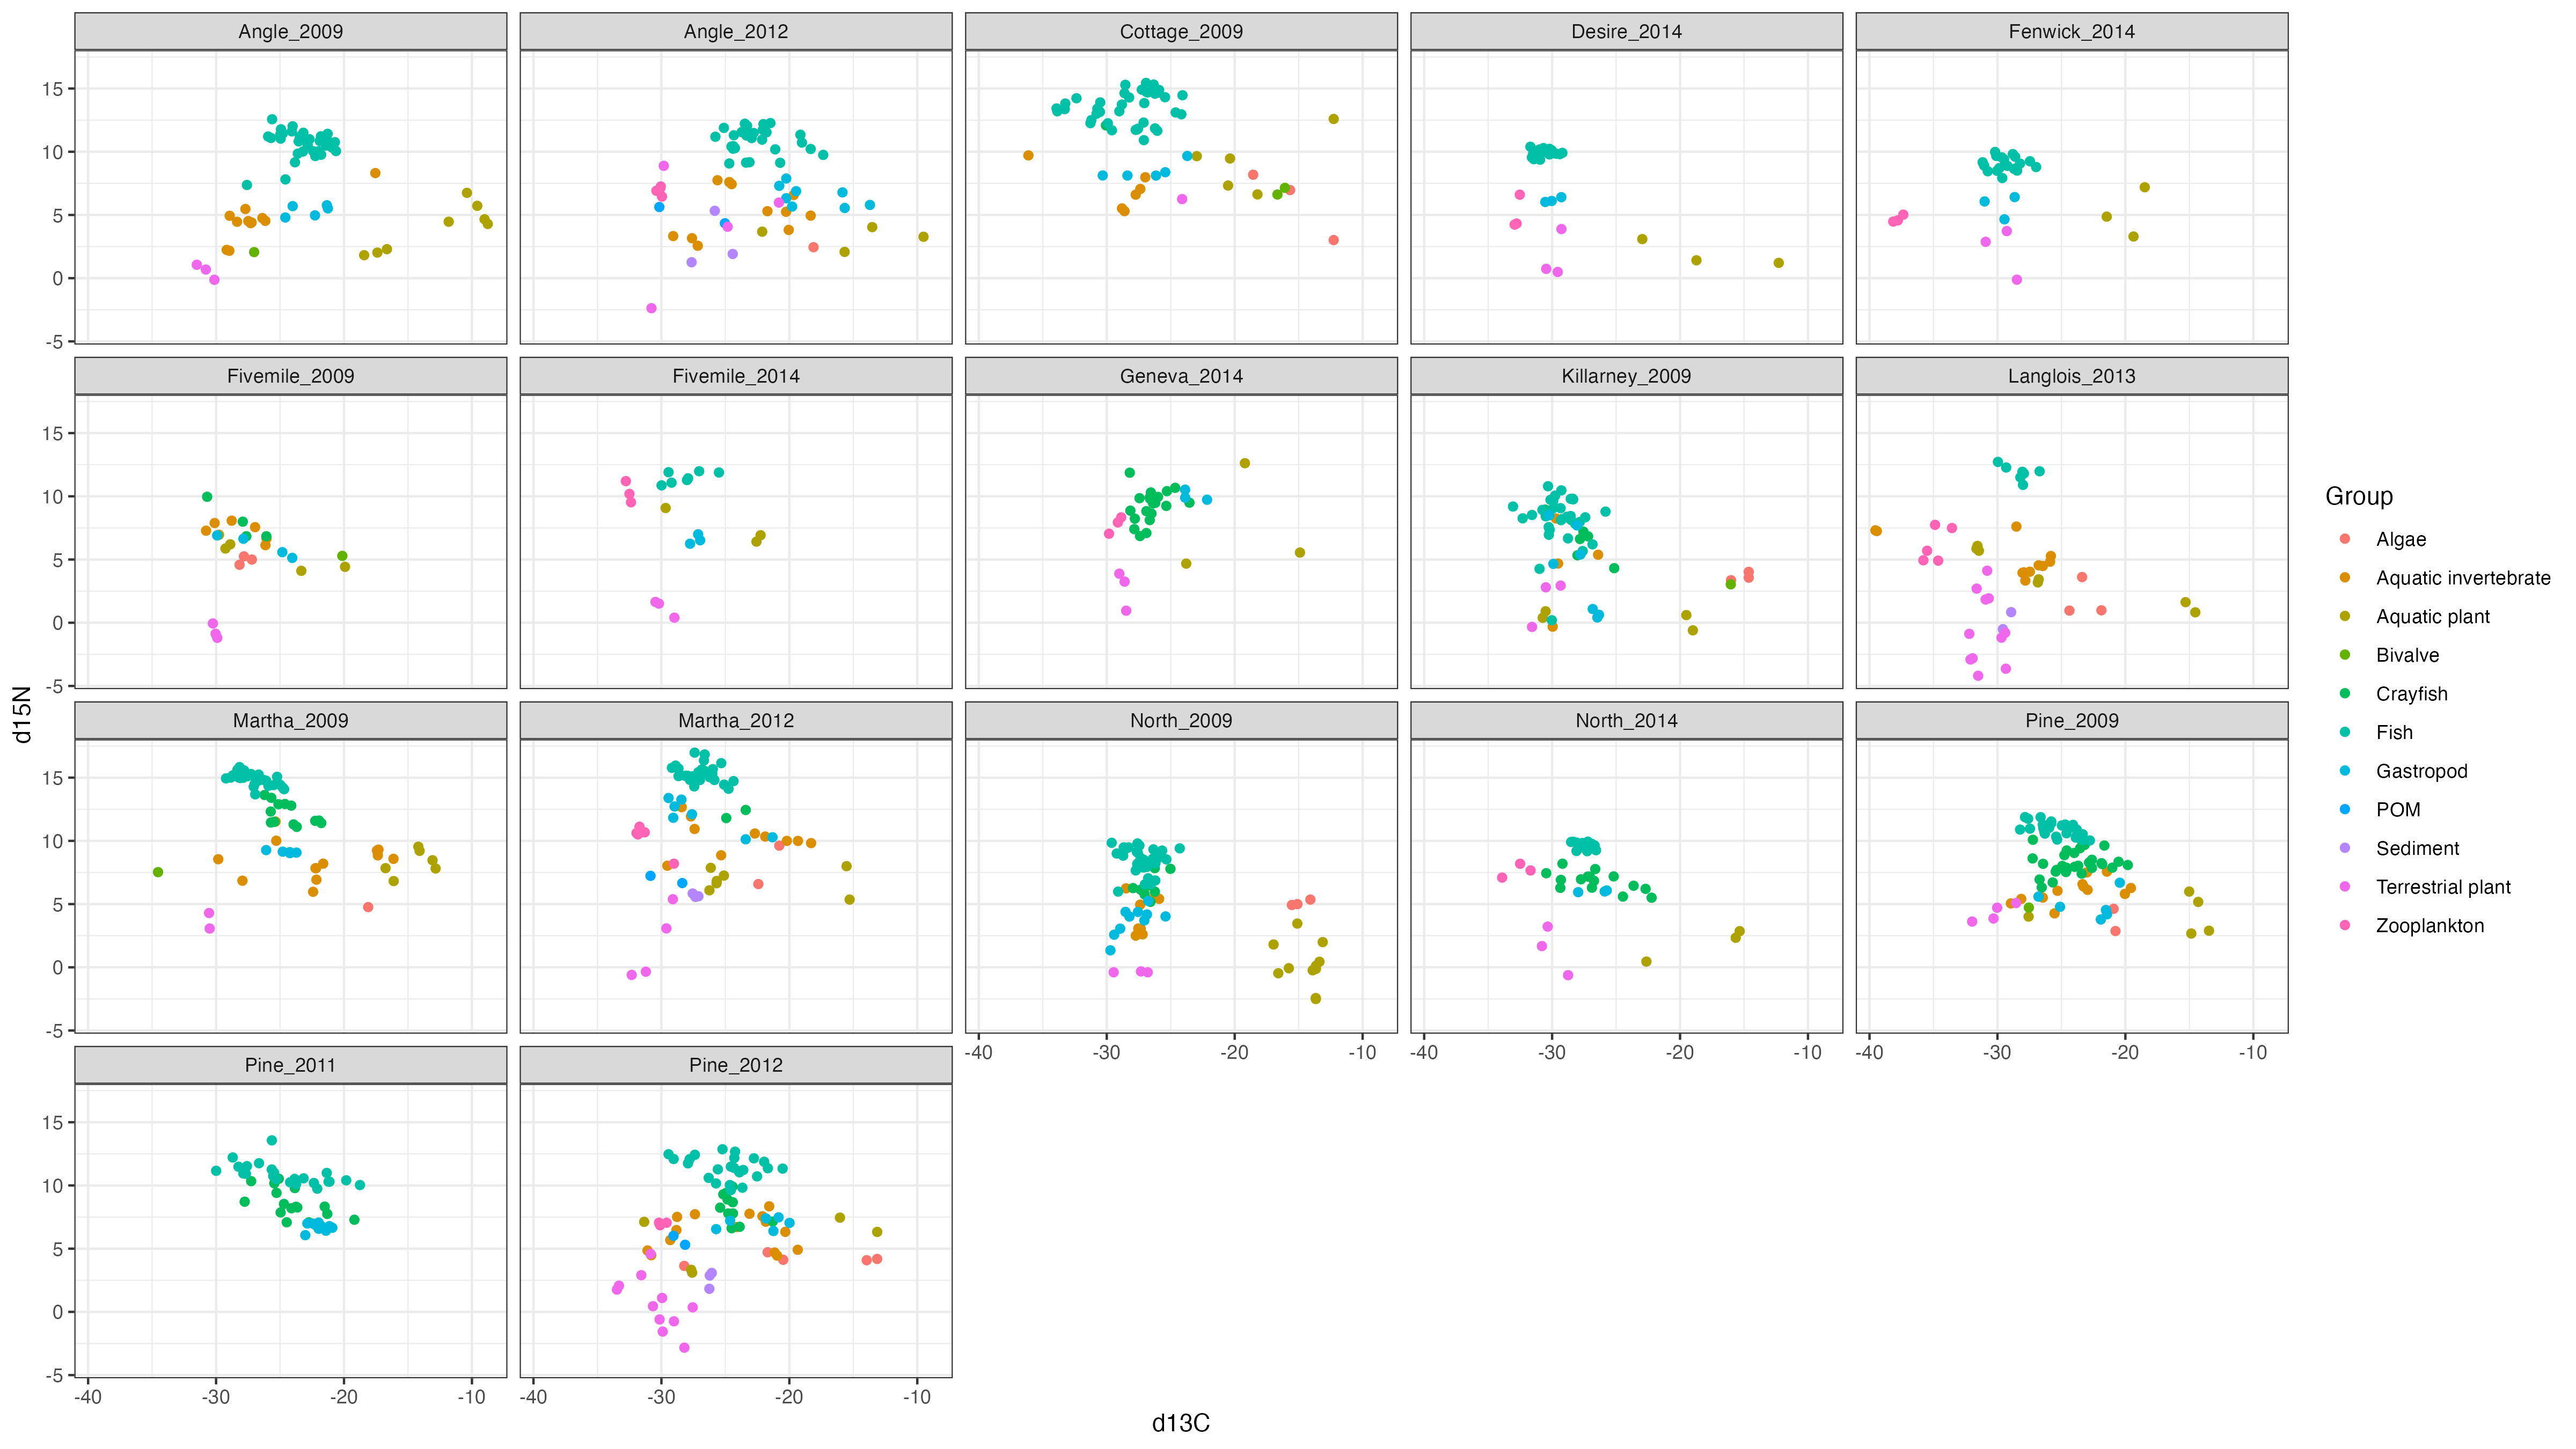 Angle_2009 Angle_2012 Cottage_2009 Desire_2014 Fenwick_2014
15
10
5
0
-5
Fivemile_2009 Fivemile_2014 Geneva_2014 Killarney_2009 Langlois_2013
15
10
5
0
-5
Martha_2009 Martha_2012 North_2009 North_2014 Pine_2009
15
10
5
0
-5
-40 -30 -20 -10 -40 -30 -20 -10 -40 -30 -20 -10
Pine_2011 Pine_2012
15
10
5
0
-5
-40 -30 -20 -10 -40 -30 -20 -10
d15N
d13C
Group
Algae
Aquatic invertebrate
Aquatic plant
Bivalve
Crayfish
Fish
Gastropod
POM
Sediment
Terrestrial plant
Zooplankton